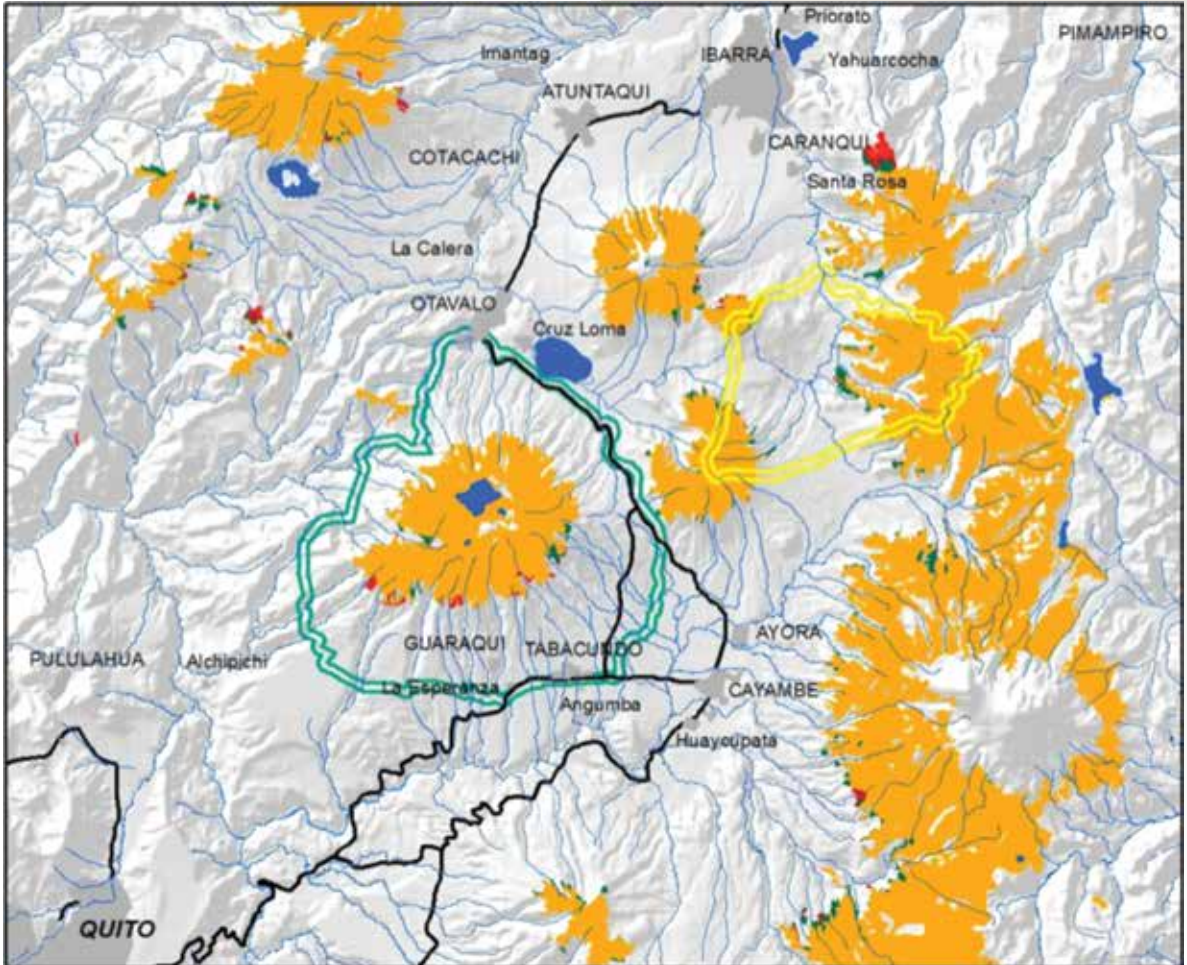 Priorato
PIMAMPIRO
Imantag
IBARRA
Yahuarcocha
ATUNTAQUI
COTACACHI
CARANQUI
Santa Rosa
La Calera
OTAVALO
Cruz Loma
GUARAQUI
TABACUNDO
AYORA
PULULAHUA
Alchipichi
La Esperanza
CAYAMBE
Angumba
Huaycupata
QUITO